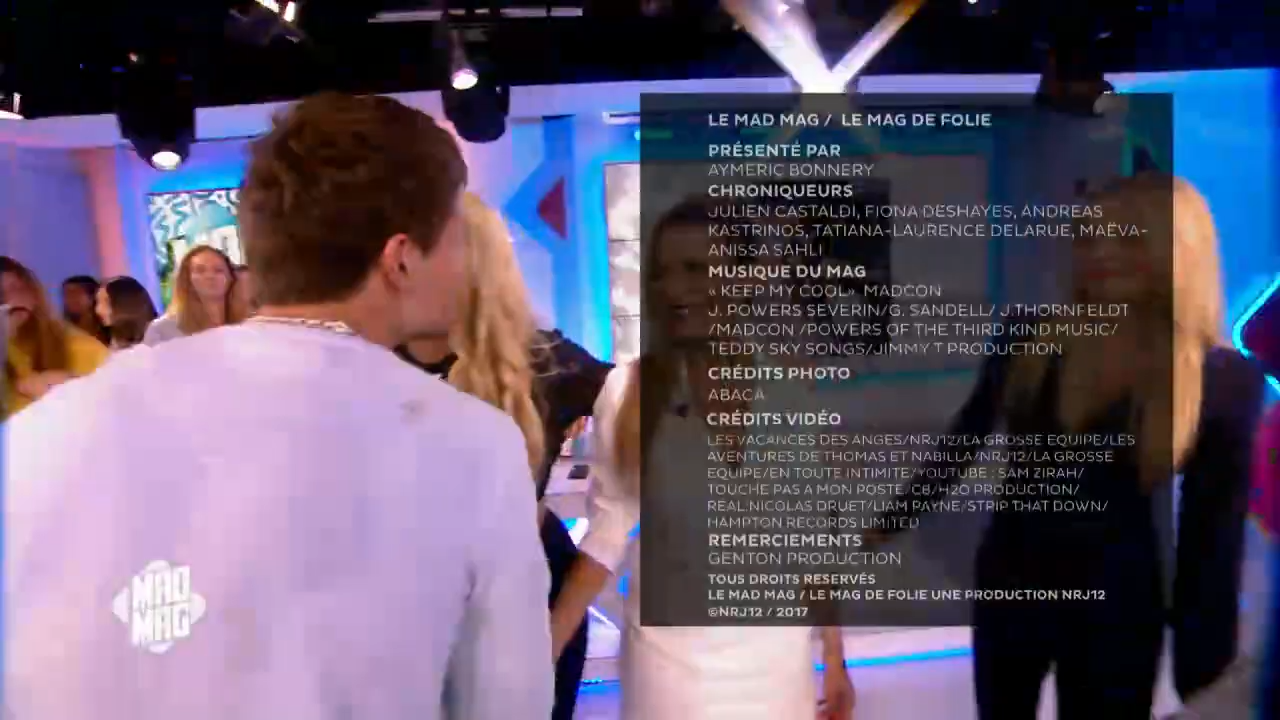 LE MAD MAG / LE MAG DE FOLIE
PRÉSENTÉ PAR
AYMERIC BONNERY
CHRONIQUEURS
JULIEN CASTALDI, FIONA DESHAYES, ANDREAS
KASTRINOS, TATIANA-LAURENCE DELARUE, MAËVA-
ANISSA SAHLI
MUSIQUE DU MAG
« KEEP MY COOL» MADCON
J. POWERS SEVERIN/G. SANDELL/ J.THORNFELDT
/MADCON /POWERS OF THE THIRD KIND MUSIC/
TEDDY SKY SONGS/JIMMY T PRODUCTION
CRÉDITS PHOTO
ABACA
CRÉDITS VIDÉO
LES VACANCES DES ANGES/NRJ12/LA GROSSE EQUIPE/LES
AVENTURES DE THOMAS ET NABILLA/NRJ12/LA GROSSE
EQUIPE/EN TOUTE INTIMITE/YOUTUBE : SAM ZIRAH/
TOUCHE PAS A MON POSTE/C8/H2O PRODUCTION/
REAL:NICOLAS DRUET/LIAM PAYNE/STRIP THAT DOWN/
HAMPTON RECORDS LIMITED
REMERCIEMENTS
GENTON PRODUCTION
TOUS DROITS RESERVÉS
LE MAD MAG / LE MAG DE FOLIE UNE PRODUCTION NRJ12
©NRJ12 / 2017
MAD
MAG